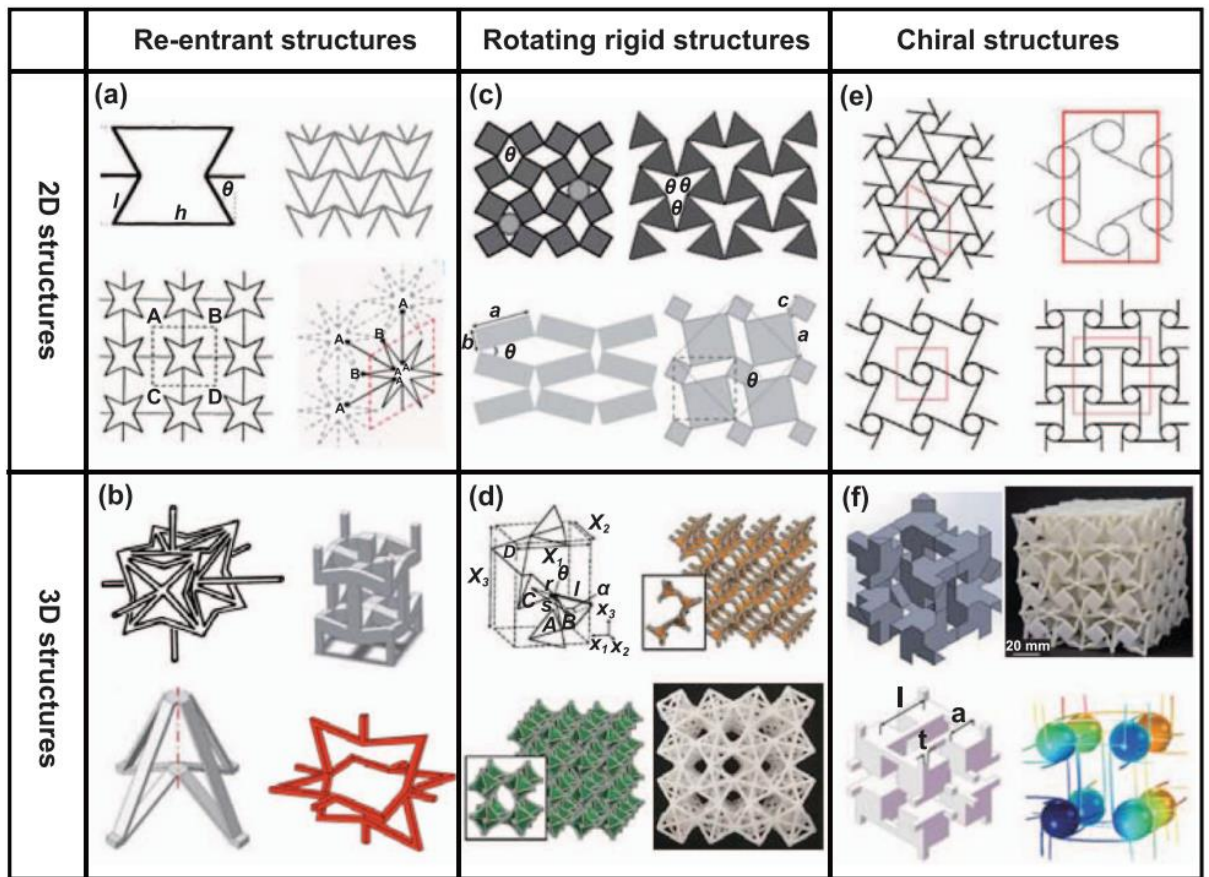 Re-entrant structures
Rotating rigid structures
Chiral structures
2D structures
(a)
l
h
θ
A
B
C
D
A
A
B
B
A
A
A
A
(c)
θ
θ θ
θ
a
b
θ
c
a
θ
(e)
3D structures
(b)
(d)
X2
D
X1
X3
θ
r
l
α
C
s
x3
A
B
x1
x2
(f)
20 mm
l
a
t